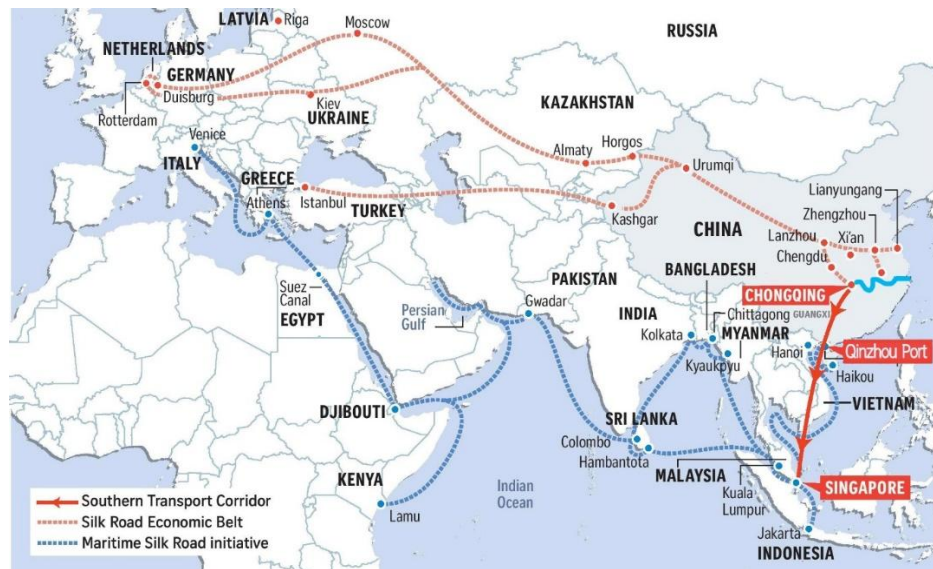 LATVIA
Riga
Moscow
RUSSIA
NETHERLANDS
GERMANY
Duisburg
Rotterdam
Kiev
UKRAINE
KAZAKHSTAN
Venice
ITALY
Almaty
Horgos
Urumqi
GREECE
Athens
Istanbul
TURKEY
Kashgar
Lianyungang
Zhengzhou
CHINA
Lanzhou
Xi'an
Chengdu
PAKISTAN
BANGLADESH
CHONGQING
Suez
Canal
EGYPT
Persian
Gulf
Gwadar
INDIA
Chittagong
GUANGXI
Kolkata
MYANMAR
Hanoi
Qinzhou Port
Kyaukpyu
Haikou
DJIBOUTI
SRI LANKA
VIETNAM
Colombo
Hambantota
KENYA
MALAYSIA
Indian
Ocean
Kuala
Lumpur
SINGAPORE
Lamu
Jakarta
INDONESIA
Southern Transport Corridor
Silk Road Economic Belt
Maritime Silk Road initiative